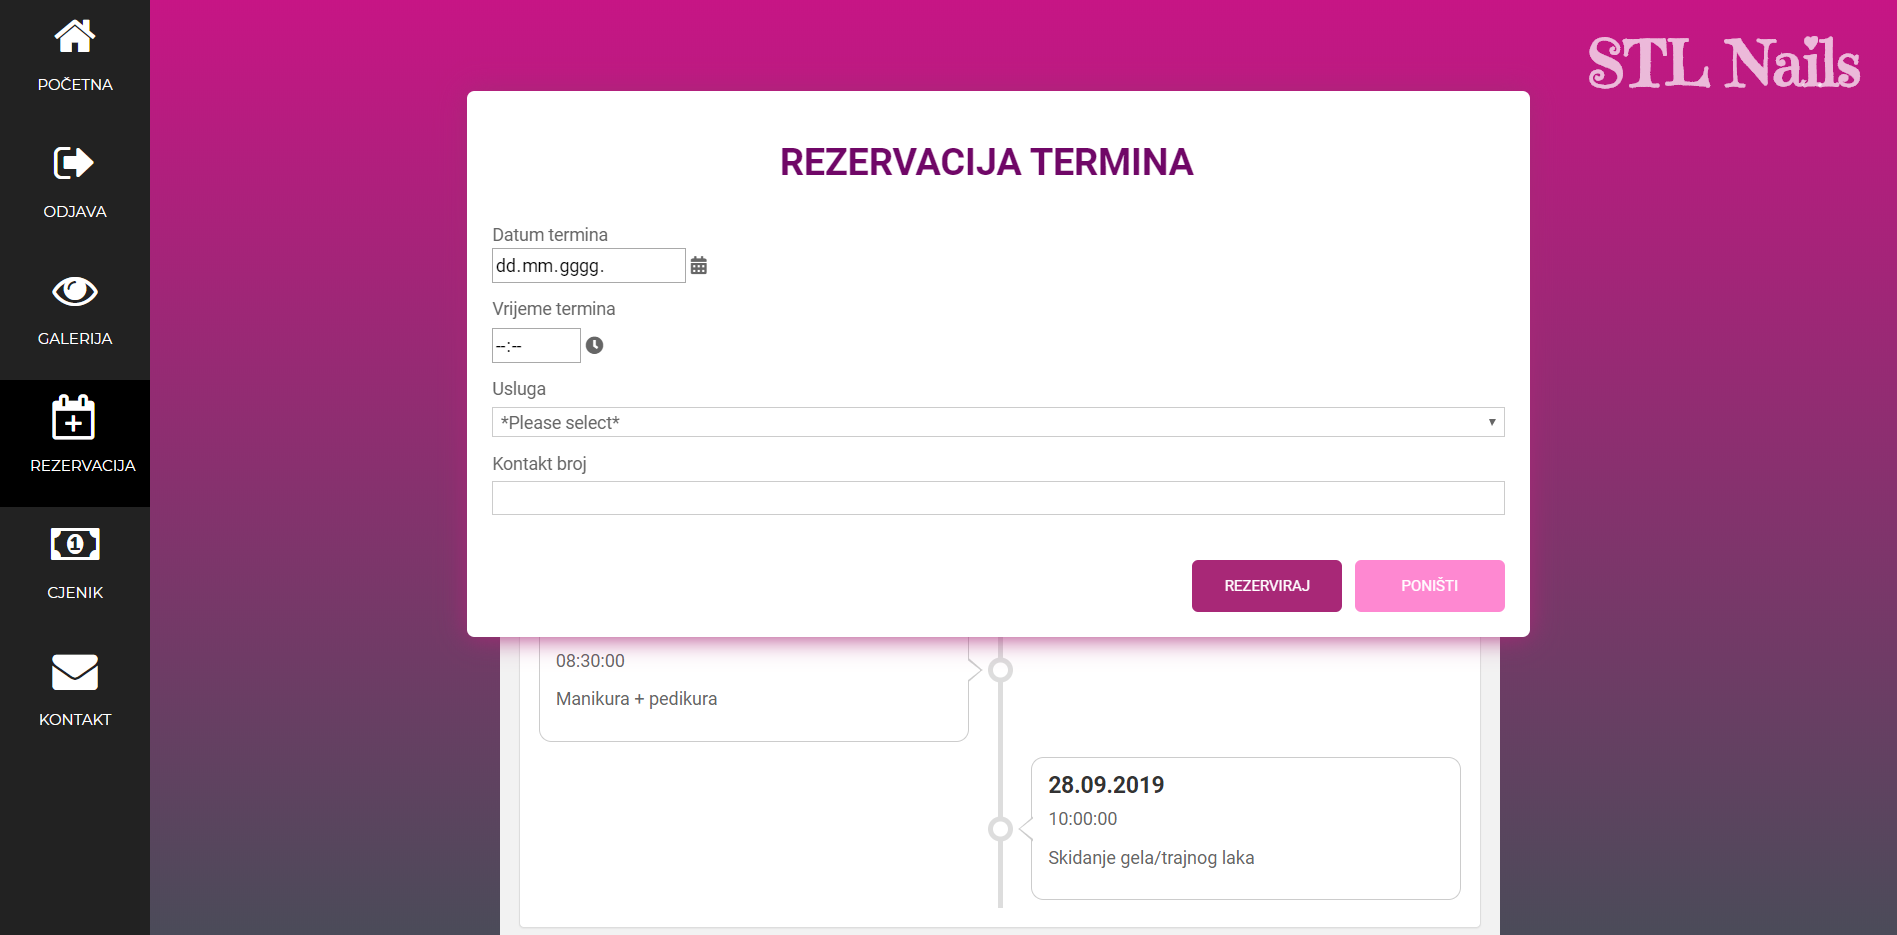 POČETNA
ODJAVA
GALERIJA
REZERVACIJA
CJENIK
KONTAKT
STL Nails
REZERVACIJA TERMINA
Datum termina
dd.mm.gggg.
Vrijeme termina
--:--
Usluga
*Please select*
Kontakt broj
REZERVIRAJ
PONIŠTI
08:30:00
Manikura + pedikura
28.09.2019
10:00:00
Skidanje gela/trajnog laka